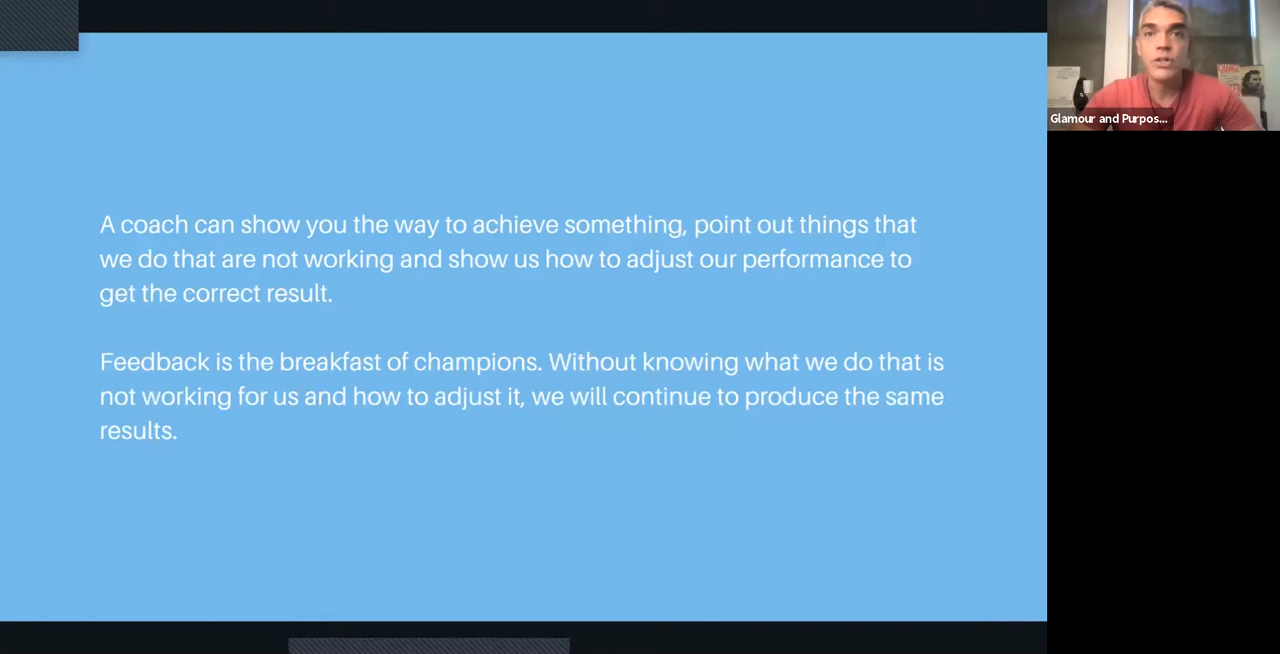 A coach can show you the way to achieve something, point out things that
we do that are not working and show us how to adjust our performance to
get the correct result.
Feedback is the breakfast of champions. Without knowing what we do that is
not working for us and how to adjust it, we will continue to produce the same
results.
Glamour and Purpos...